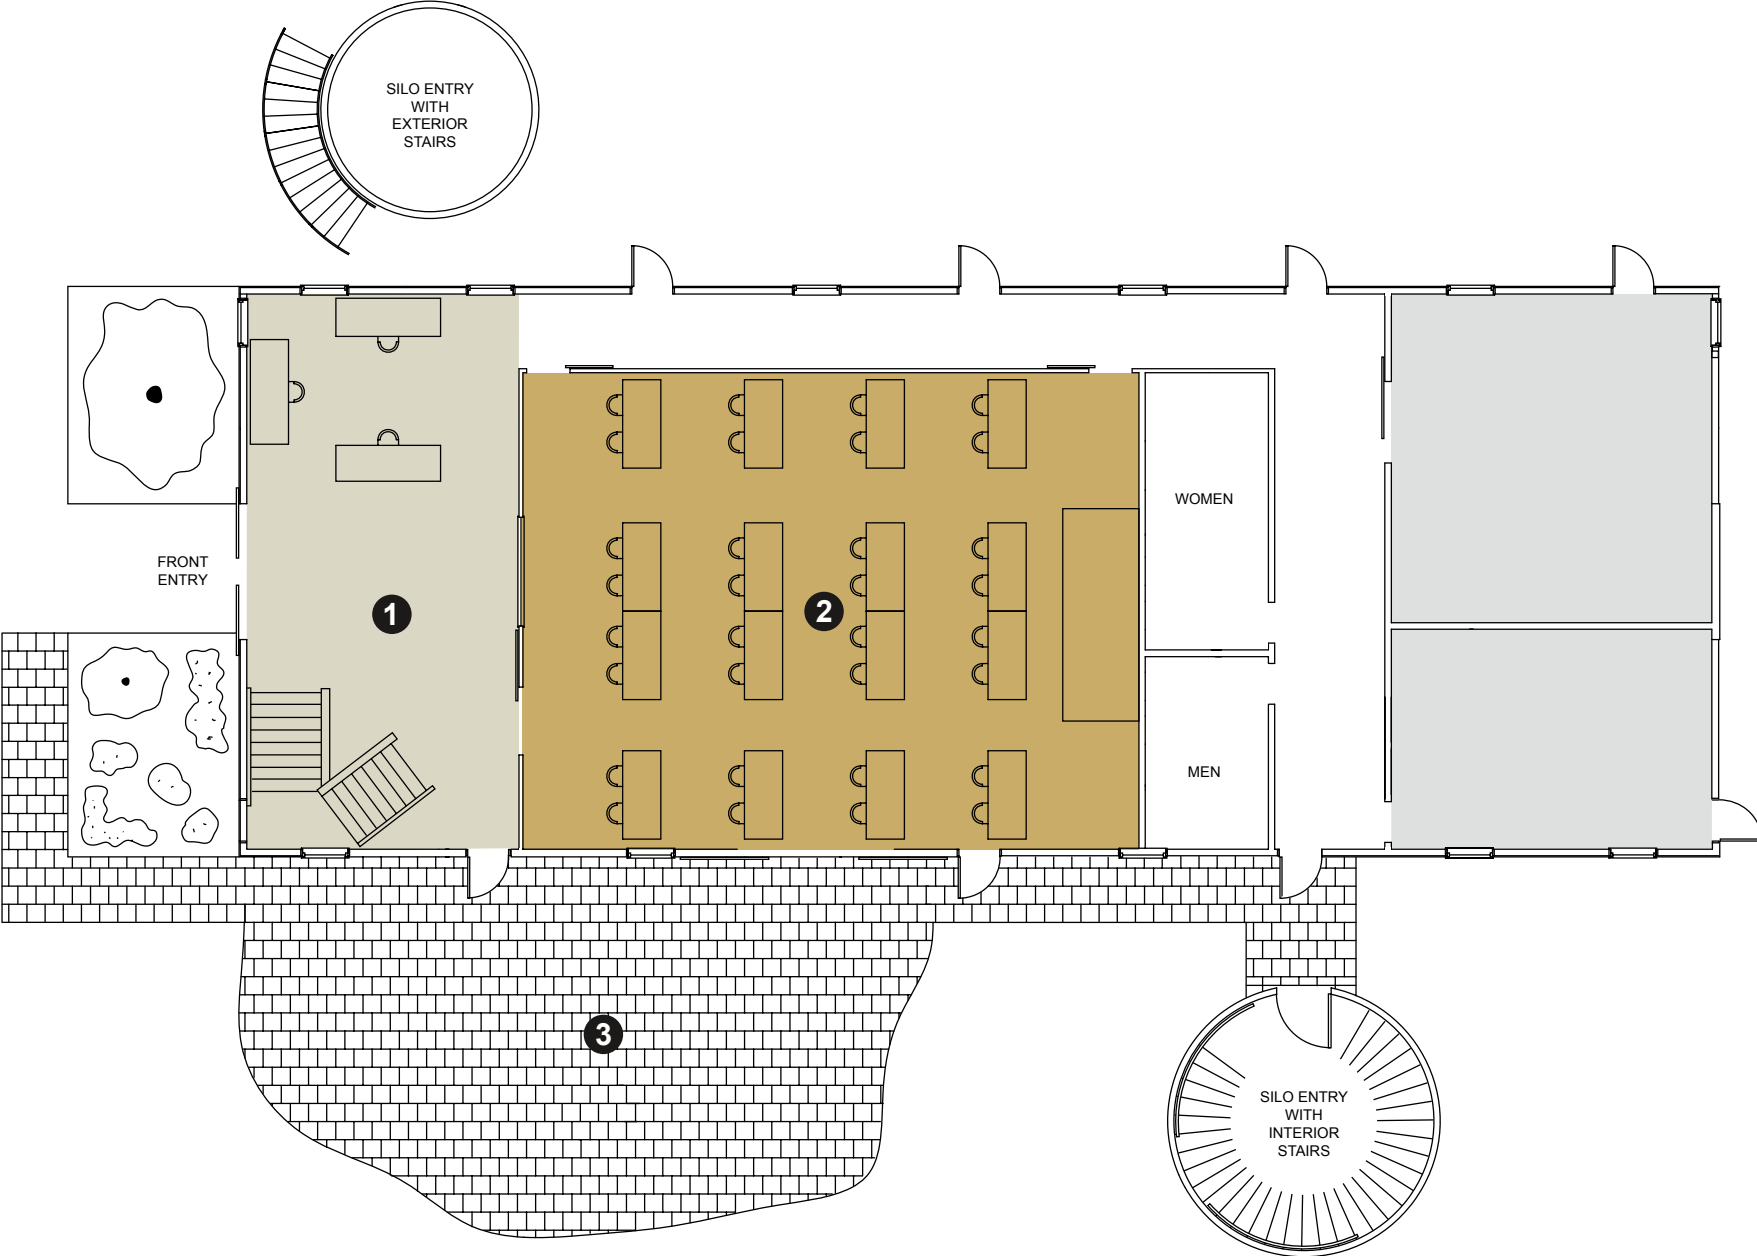 SILO ENTRY
WITH
EXTERIOR
STAIRS
WOMEN
FRONT
ENTRY
1
2
MEN
3
SILO ENTRY
WITH
INTERIOR
STAIRS